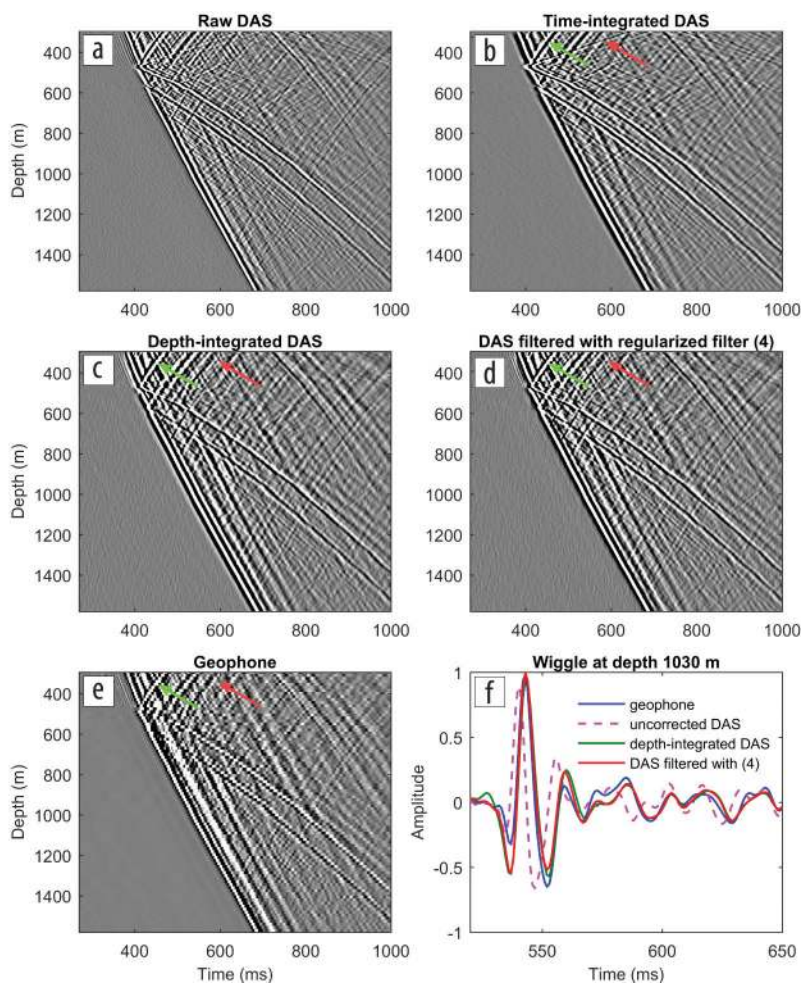 Raw DAS
Time-integrated DAS
a
b
400
600
800
1000
1200
1400
Depth (m)
400
600
800
1000
1200
1400
400
600
800
1000
400
600
800
1000
Depth-integrated DAS
DAS filtered with regularized filter (4)
c
d
400
600
800
1000
1200
1400
Depth (m)
400
600
800
1000
1200
1400
400
600
800
1000
400
600
800
1000
Geophone
Wiggle at depth 1030 m
e
f
400
600
800
1000
1200
1400
Depth (m)
400
600
800
1000
Time (ms)
1
0.5
0
-0.5
-1
Amplitude
geophone
uncorrected DAS
depth-integrated DAS
DAS filtered with (4)
550
600
650
Time (ms)